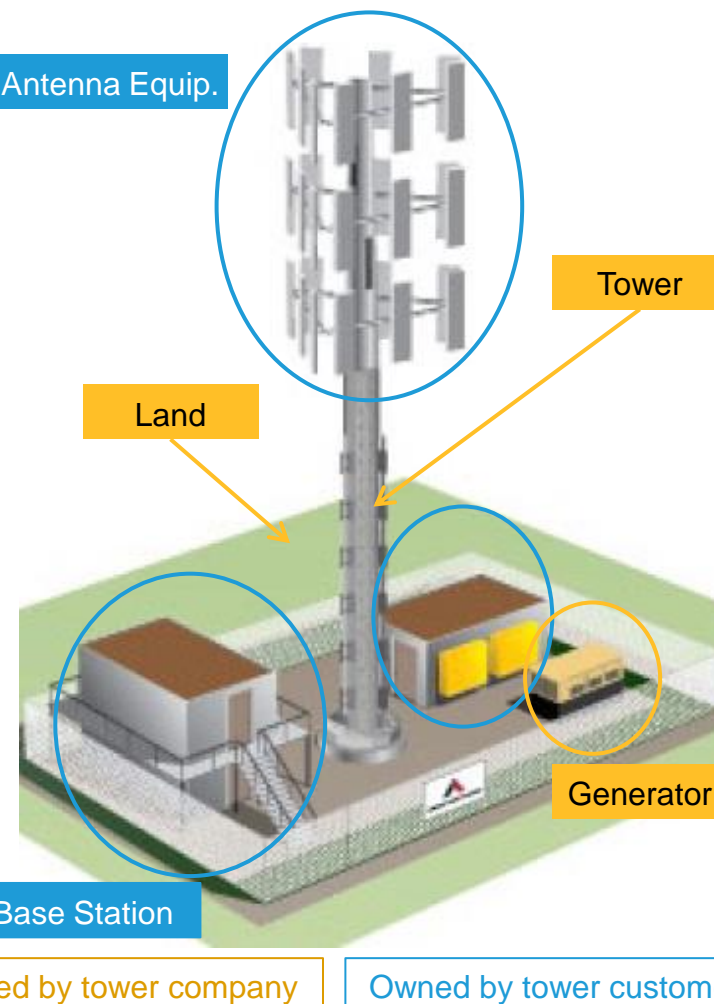 Antenna Equip.
Tower
Land
Generator
Base Station
ed by tower company
Owned by tower custom